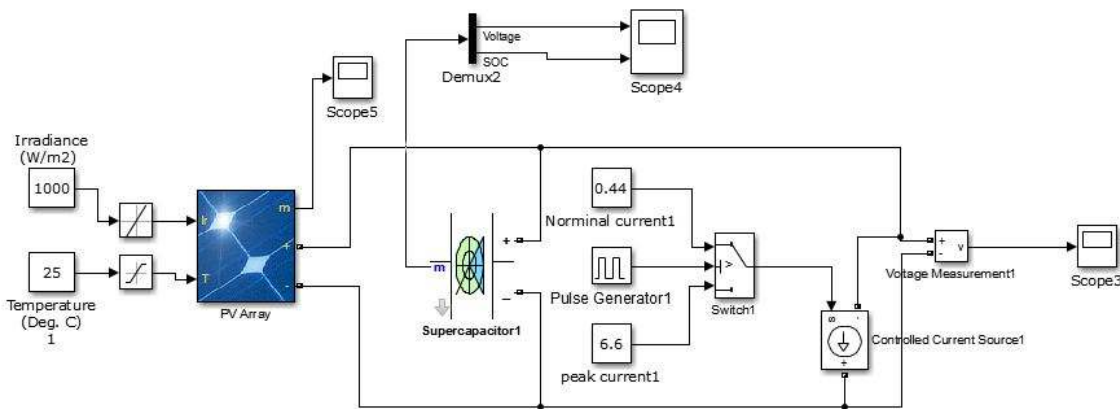 Voltage
SOC
Demux2
Scope4
Scope5
Irradiance
(W/m2)
1000
Ir
m
+
T
-
PV Array
25
Temperature
(Deg. C)
1
m
+
–
Supercapacitor1
0.44
Norminal current1
Pulse Generator1
>
Switch1
6.6
peak current1
s
-
+
Controlled Current Source1
+
-
v
Voltage Measurement1
Scope3